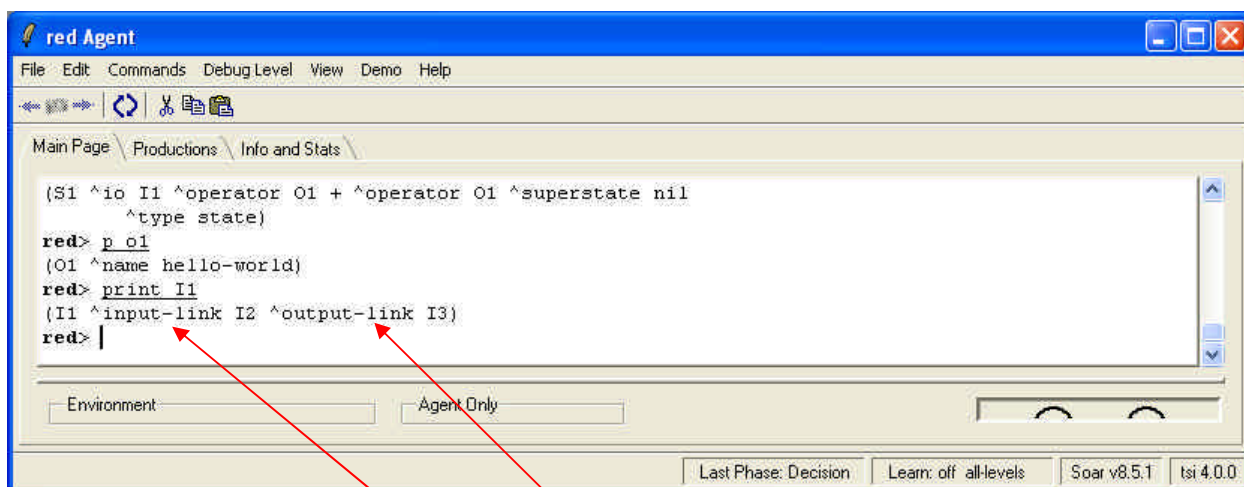 red Agent
File Edit Commands Debug Level View Demo Help
Main Page Productions Info and Stats
(S1 ^io I1 ^operator O1 + ^operator O1 ^superstate nil
^type state)
red> p o1
(O1 ^name hello-world)
red> print I1
(I1 ^input-link I2 ^output-link I3)
red>
Environment Agent Only
Last Phase: Decision Learn: off all-levels Soar v8.5.1 tsi 4.0.0